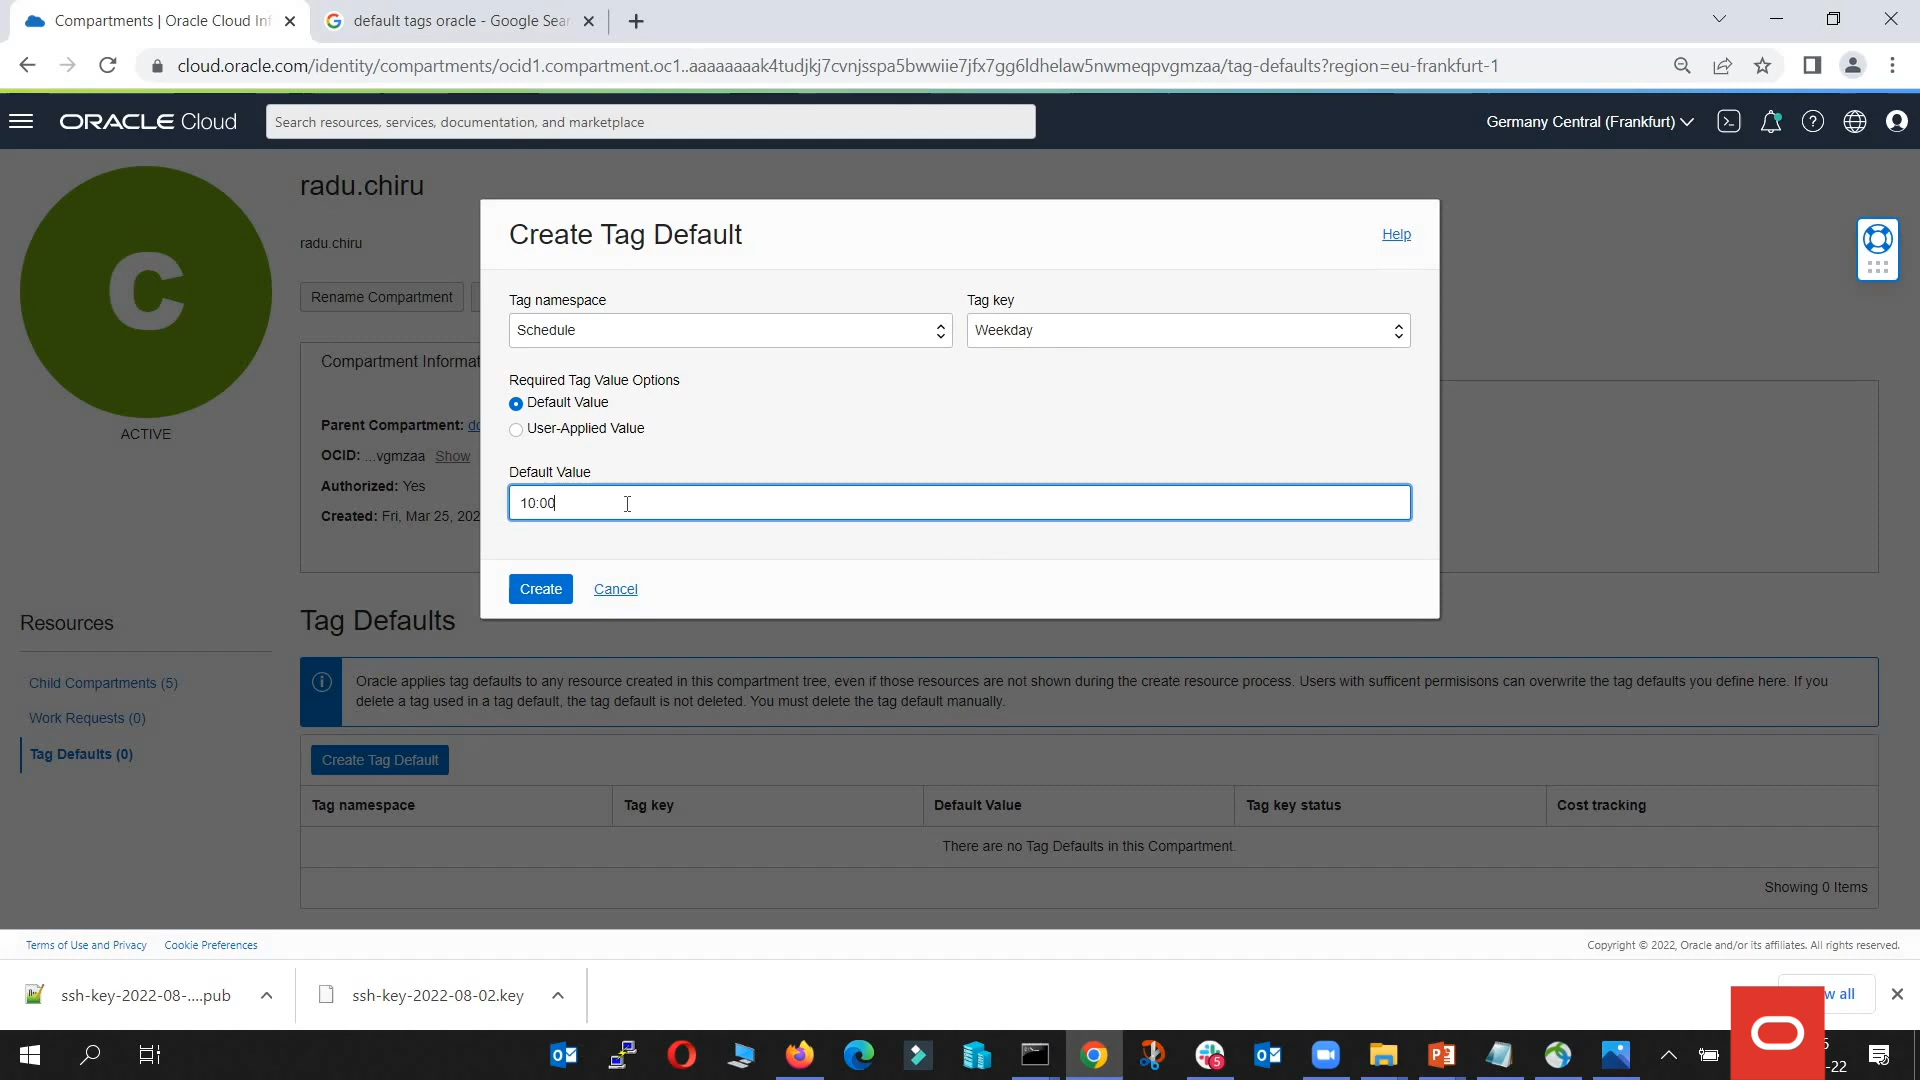 Compartments | Oracle Cloud Inf
default tags oracle - Google Sear
cloud.oracle.com/identity/compartments/ocid1.compartment.oc1..aaaaaaaak4tudjkj7cvnjsspa5bwwiie7jfx7gg6ldhelaw5nwmeqpvgmzaa/tag-defaults?region=eu-frankfurt-1
ORACLE Cloud
Search resources, services, documentation, and marketplace
Germany Central (Frankfurt)
C
ACTIVE
radu.chiru
radu.chiru
Rename Compartment
Compartment Informat
Parent Compartment:
OCID: ...vgmzaa Show
Authorized: Yes
Created: Fri, Mar 25, 202
Create Tag Default
Help
Tag namespace
Tag key
Schedule
Weekday
Required Tag Value Options
Default Value
User-Applied Value
Default Value
10:00
Create
Cancel
Resources
Child Compartments (5)
Work Requests (0)
Tag Defaults (0)
Tag Defaults
Oracle applies tag defaults to any resource created in this compartment tree, even if those resources are not shown during the create resource process. Users with sufficent permisisons can overwrite the tag defaults you define here. If you
delete a tag used in a tag default, the tag default is not deleted. You must delete the tag default manually.
Create Tag Default
Tag namespace
Tag key
Default Value
Tag key status
Cost tracking
There are no Tag Defaults in this Compartment.
Showing 0 Items
Terms of Use and Privacy
Cookie Preferences
Copyright © 2022, Oracle and/or its affiliates. All rights reserved.
ssh-key-2022-08-....pub
ssh-key-2022-08-02.key
w all
5
-22